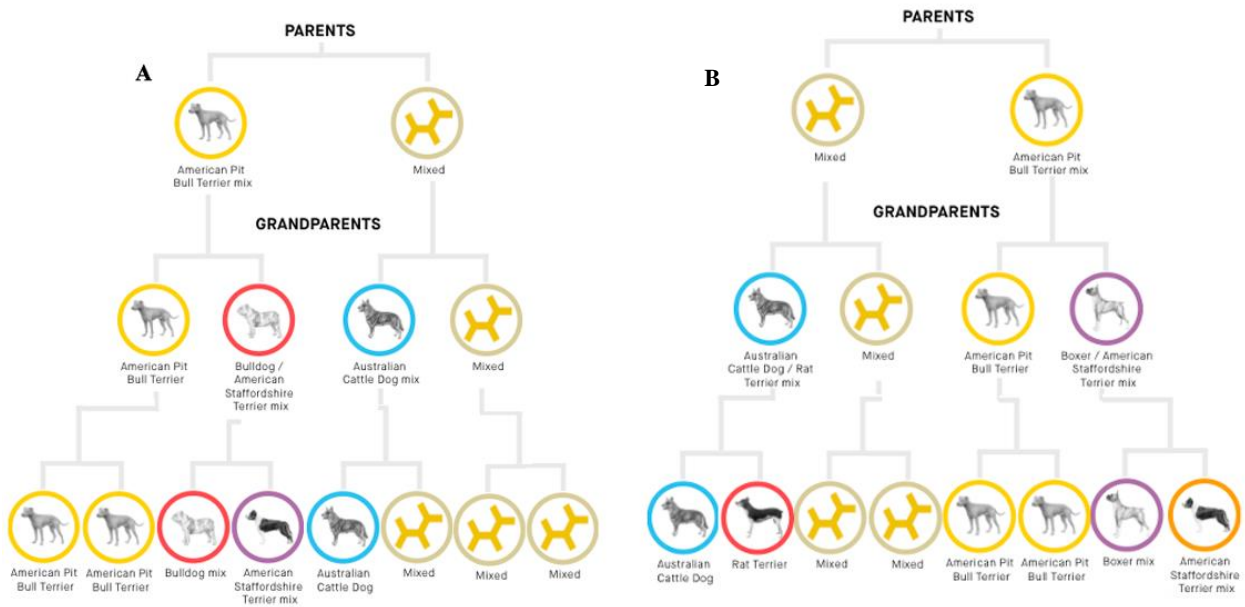 A
PARENTS
American Pit
Bull Terrier mix
Mixed
GRANDPARENTS
American Pit
Bull Terrier
Bulldog /
American
Staffordshire
Terrier mix
Australian
Cattle Dog mix
Mixed
American Pit
Bull Terrier
American Pit
Bull Terrier
Bulldog mix
American
Staffordshire
Terrier mix
Australian
Cattle Dog
Mixed
Mixed
Mixed
B
PARENTS
Mixed
American Pit
Bull Terrier mix
GRANDPARENTS
Australian
Cattle Dog / Rat
Terrier mix
Mixed
American Pit
Bull Terrier
Boxer / American
Staffordshire
Terrier mix
Australian
Cattle Dog
Rat Terrier
Mixed
Mixed
American Pit
Bull Terrier
American Pit
Bull Terrier
Boxer mix
American
Staffordshire
Terrier mix